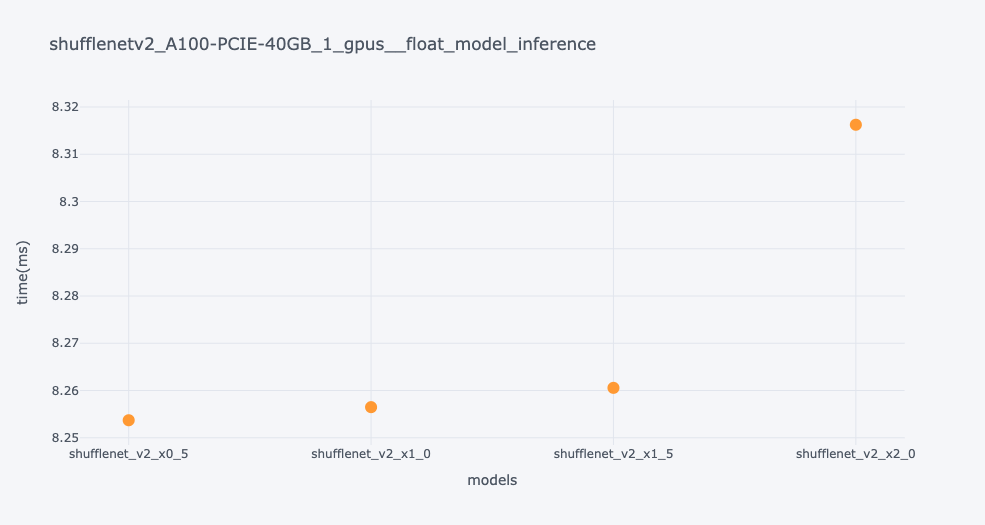 shufflenetv2_A100-PCIE-40GB_1_gpus__float_model_inference
8.32
8.31
8.3
8.29
8.28
8.27
8.26
8.25
time(ms)
shufflenet_v2_x0_5 shufflenet_v2_x1_0 shufflenet_v2_x1_5 shufflenet_v2_x2_0
models